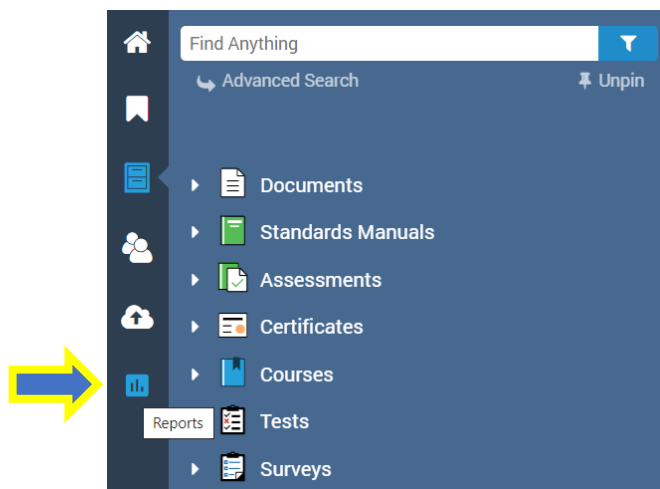 Find Anything
Advanced Search Unpin
Documents
Standards Manuals
Assessments
Certificates
Courses
Reports Tests
Surveys